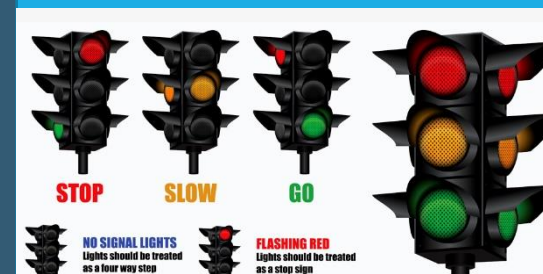 STOP
SLOW
GO
NO SIGNAL LIGHTS
Lights should be treated
as a four way step
FLASHING RED
Lights should be treated
as a stop sign